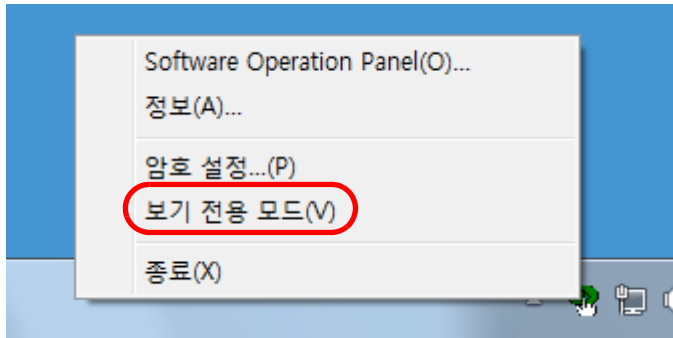 Software Operation Panel(O)...
정보(A)...
암호 설정...(P)
보기 전용 모드(V)
종료(X)